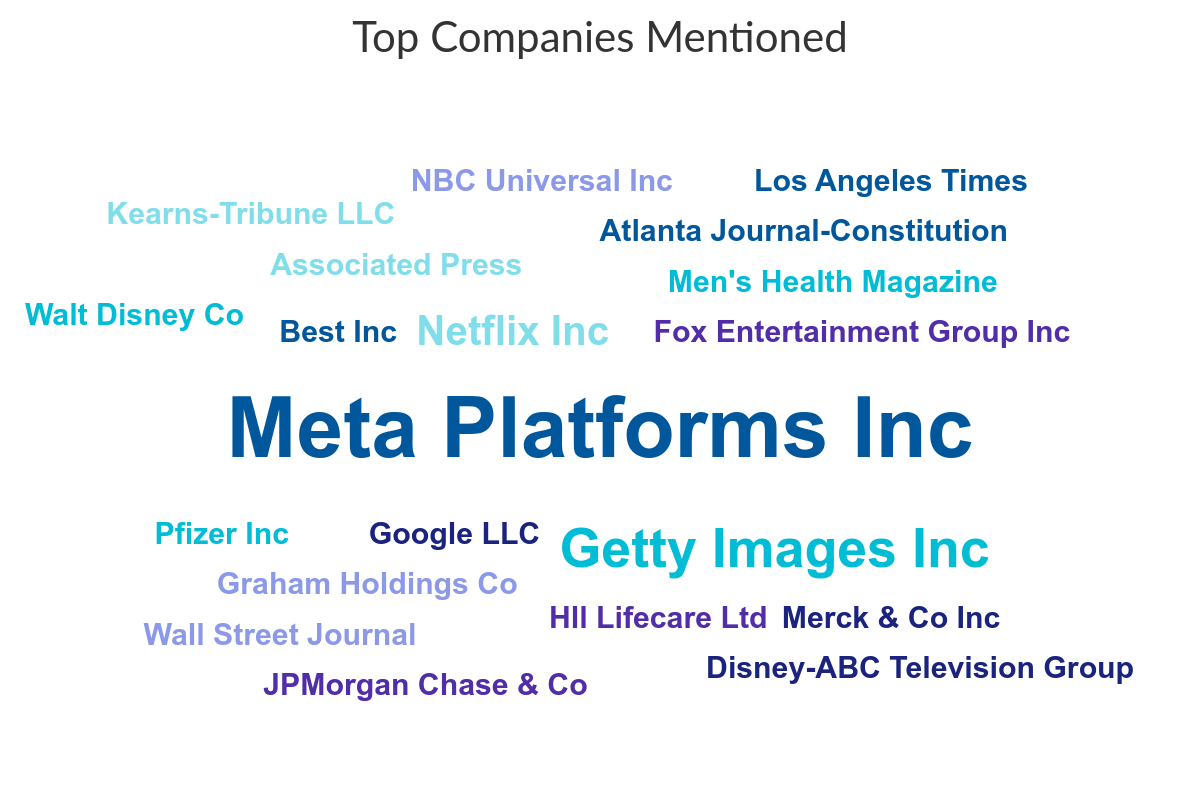 Top Companies Mentioned
NBC Universal Inc
Los Angeles Times
Kearns-Tribune LLC
Atlanta Journal-Constitution
Associated Press
Men's Health Magazine
Walt Disney Co
Best Inc
Netflix Inc
Fox Entertainment Group Inc
Meta Platforms Inc
Pfizer Inc
Google LLC
Getty Images Inc
Graham Holdings Co
Hll Lifecare Ltd
Merck & Co Inc
Wall Street Journal
Disney-ABC Television Group
JPMorgan Chase & Co